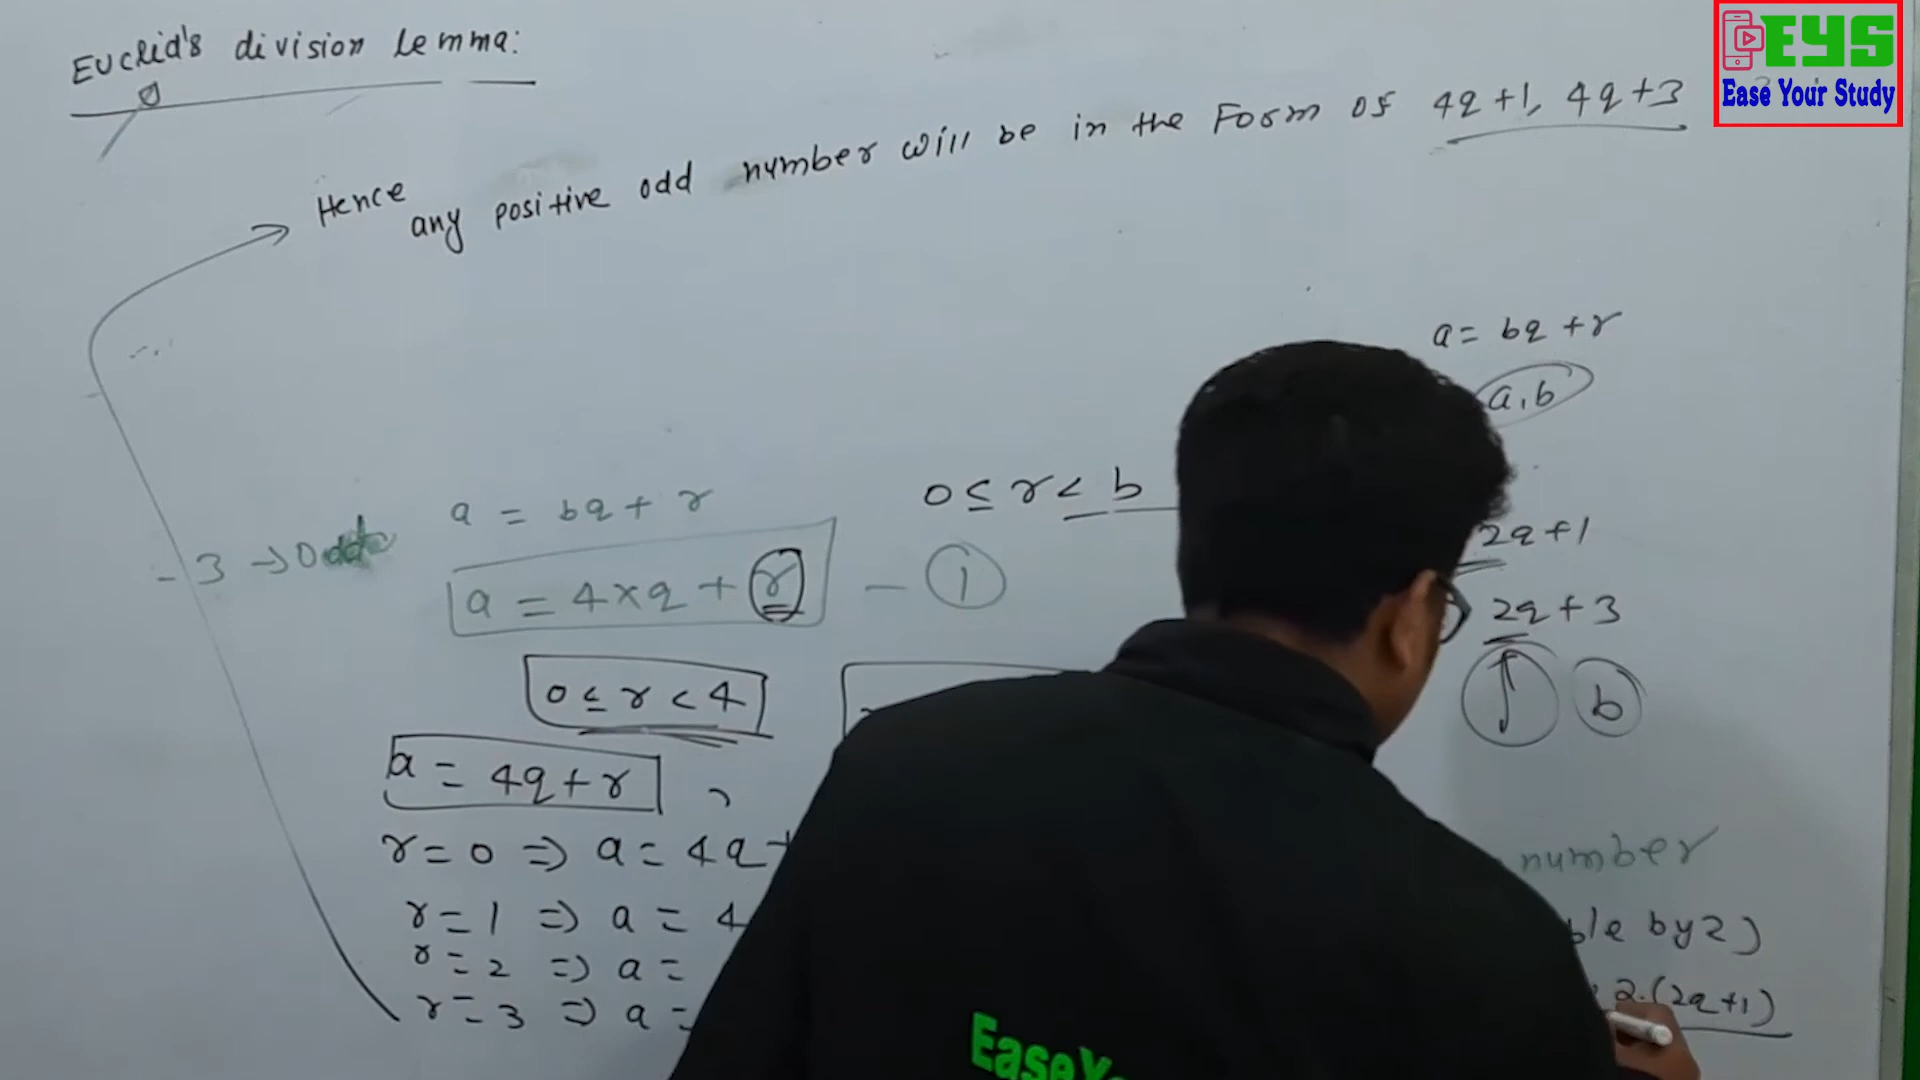 Euclid's division lemma:
EYS
Ease Your Study
Hence any positive odd number will be in the Form of 4q+1, 4q+3
a = bq + r
a, b
a = bq + r
0 ≤ r < b
2q+1
- 3 → Odd
a = 4×q + r - 1
2q+3
0 ≤ r < 4
b
a = 4q + r ,
r = 0 => a = 4q+
number
r = 1 => a = 4
by 2)
r = 2 => a =
2.(2q+1)
r = 3 => a =
Ease Y